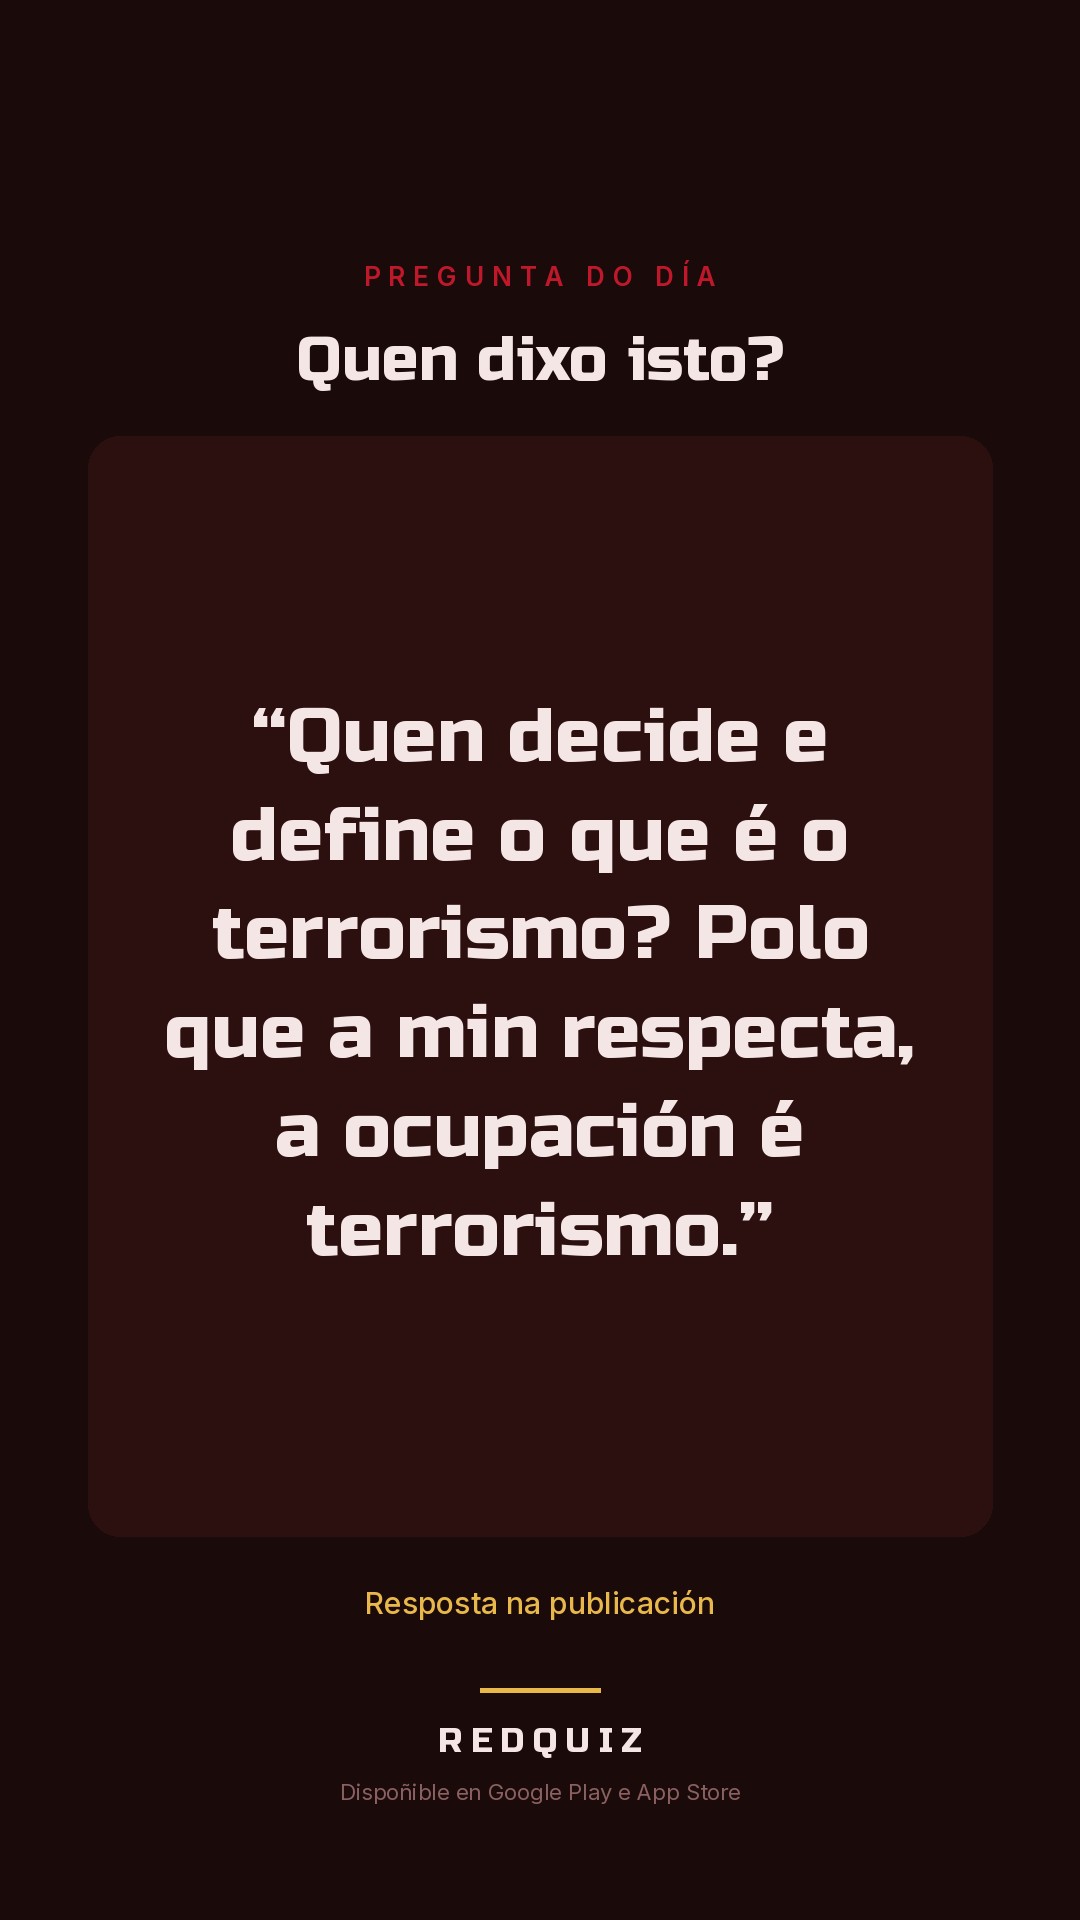 PREGUNTA DO DÍA
Quen dixo isto?
“Quen decide e
define o que é o
terrorismo? Polo
que a min respecta,
a ocupación é
terrorismo.”
Resposta na publicación
REDQUIZ
Dispoñible en Google Play e App Store